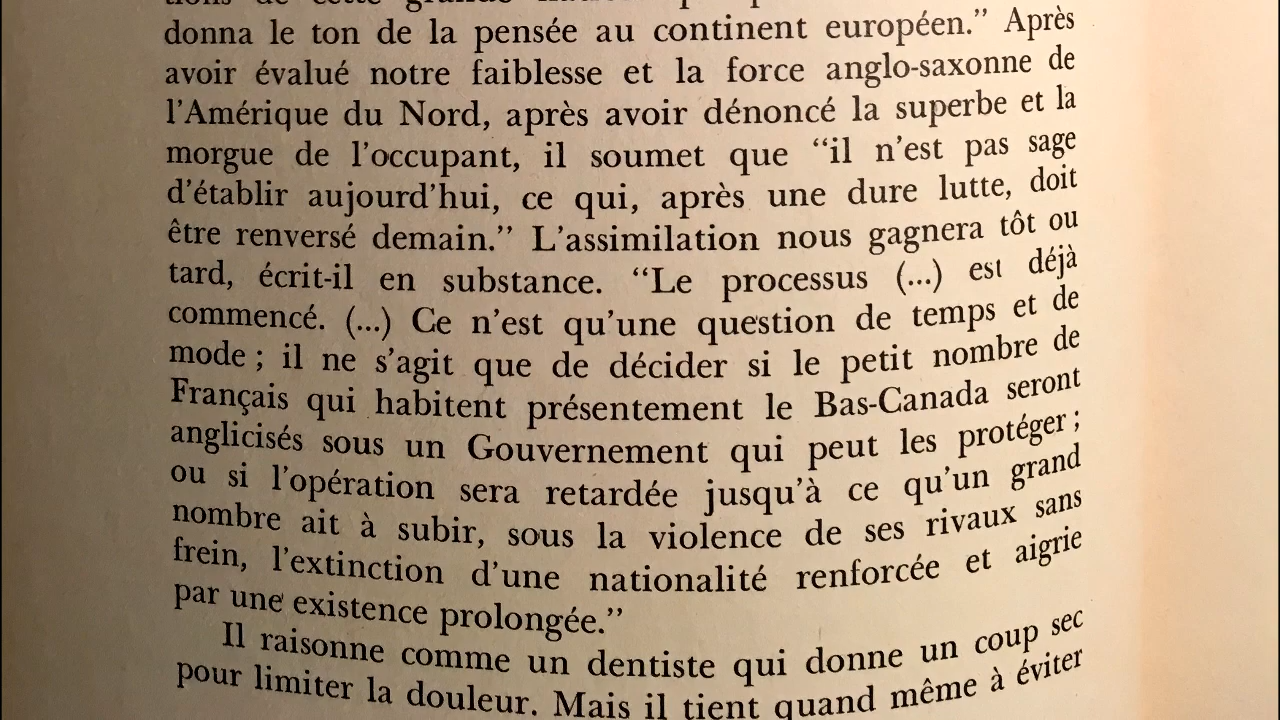 tions de cette grande
donna le ton de la pensée au continent européen.” Après
avoir évalué notre faiblesse et la force anglo-saxonne de
l’Amérique du Nord, après avoir dénoncé la superbe et la
morgue de l’occupant, il soumet que “il n’est pas sage
d’établir aujourd’hui, ce qui, après une dure lutte, doit
être renversé demain.” L’assimilation nous gagnera tôt ou
tard, écrit-il en substance. “Le processus (...) est déjà
commencé. (...) Ce n’est qu’une question de temps et de
mode ; il ne s’agit que de décider si le petit nombre de
Français qui habitent présentement le Bas-Canada seront
anglicisés sous un Gouvernement qui peut les protéger ;
ou si l’opération sera retardée jusqu’à ce qu’un grand
nombre ait à subir, sous la violence de ses rivaux sans
frein, l’extinction d’une nationalité renforcée et aigrie
par une existence prolongée.”
Il raisonne comme un dentiste qui donne un coup sec
pour limiter la douleur. Mais il tient quand même à éviter